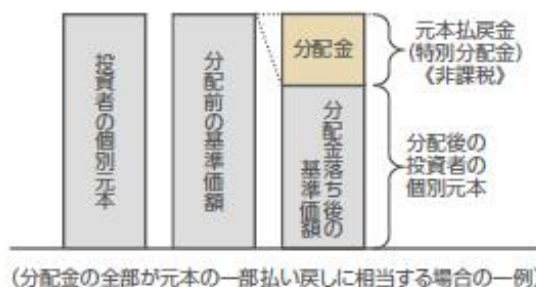 投資者の個別元本
分配前の基準価額
分配金
分配金落ち後の
基準価額
元本払戻金
(特別分配金)
《非課税》
分配後の
投資者の
個別元本
(分配金の全部が元本の一部払い戻しに相当する場合の一例)